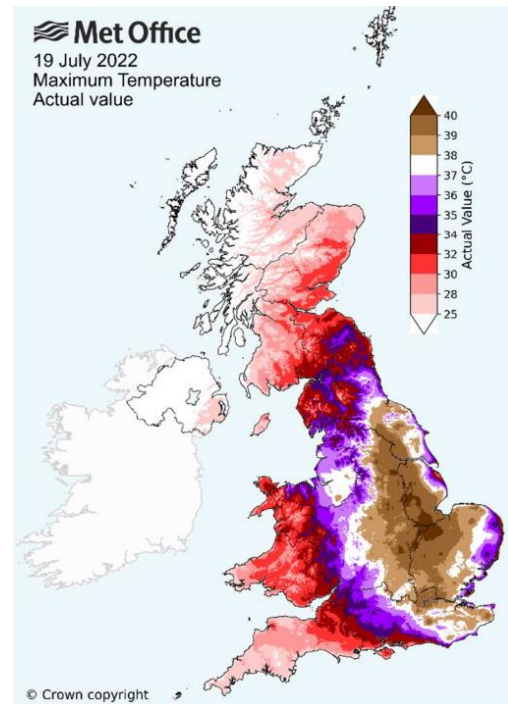 Met Office
19 July 2022
Maximum Temperature
Actual value
40
39
38
37
36
35
34
32
30
28
25
Actual Value (°C)
© Crown copyright